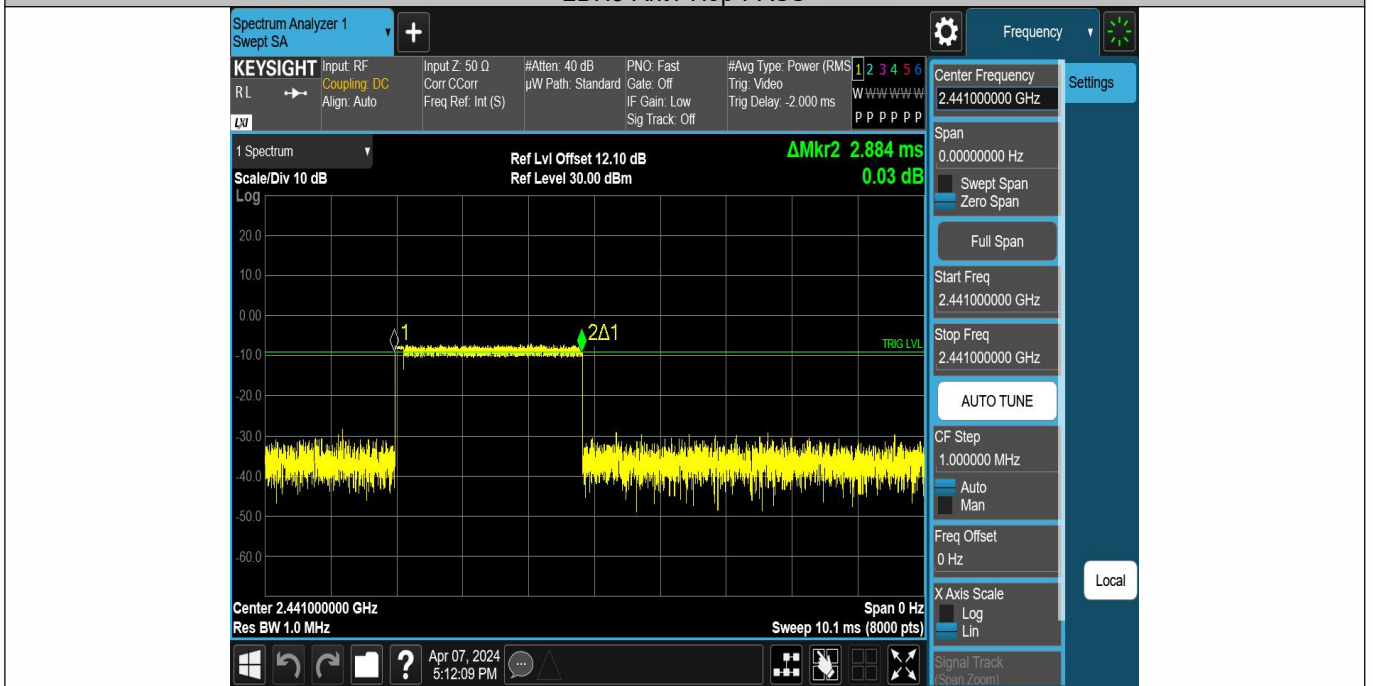 Spectrum Analyzer 1
Swept SA
+
Frequency
KEYSIGHT
RL
LXI
Input: RF
Coupling: DC
Align: Auto
Input Z: 50 Ω
Corr CCorr
Freq Ref: Int (S)
#Atten: 40 dB
µW Path: Standard
PNO: Fast
Gate: Off
IF Gain: Low
Sig Track: Off
#Avg Type: Power (RMS
Trig: Video
Trig Delay: -2.000 ms
1 2 3 4 5 6
W W W W W W
P P P P P P
1 Spectrum
Scale/Div 10 dB
Ref Lvl Offset 12.10 dB
Ref Level 30.00 dBm
ΔMkr2 2.884 ms
0.03 dB
Log
20.0
10.0
0.00
-10.0
-20.0
-30.0
-40.0
-50.0
-60.0
1
2Δ1
TRIG LVL
Center 2.441000000 GHz
Res BW 1.0 MHz
Span 0 Hz
Sweep 10.1 ms (8000 pts)
Center Frequency
2.441000000 GHz
Settings
Span
0.00000000 Hz
Swept Span
Zero Span
Full Span
Start Freq
2.441000000 GHz
Stop Freq
2.441000000 GHz
AUTO TUNE
CF Step
1.000000 MHz
Auto
Man
Freq Offset
0 Hz
X Axis Scale
Log
Lin
Local
Signal Track
(Span Zoom)
?
Apr 07, 2024
5:12:09 PM